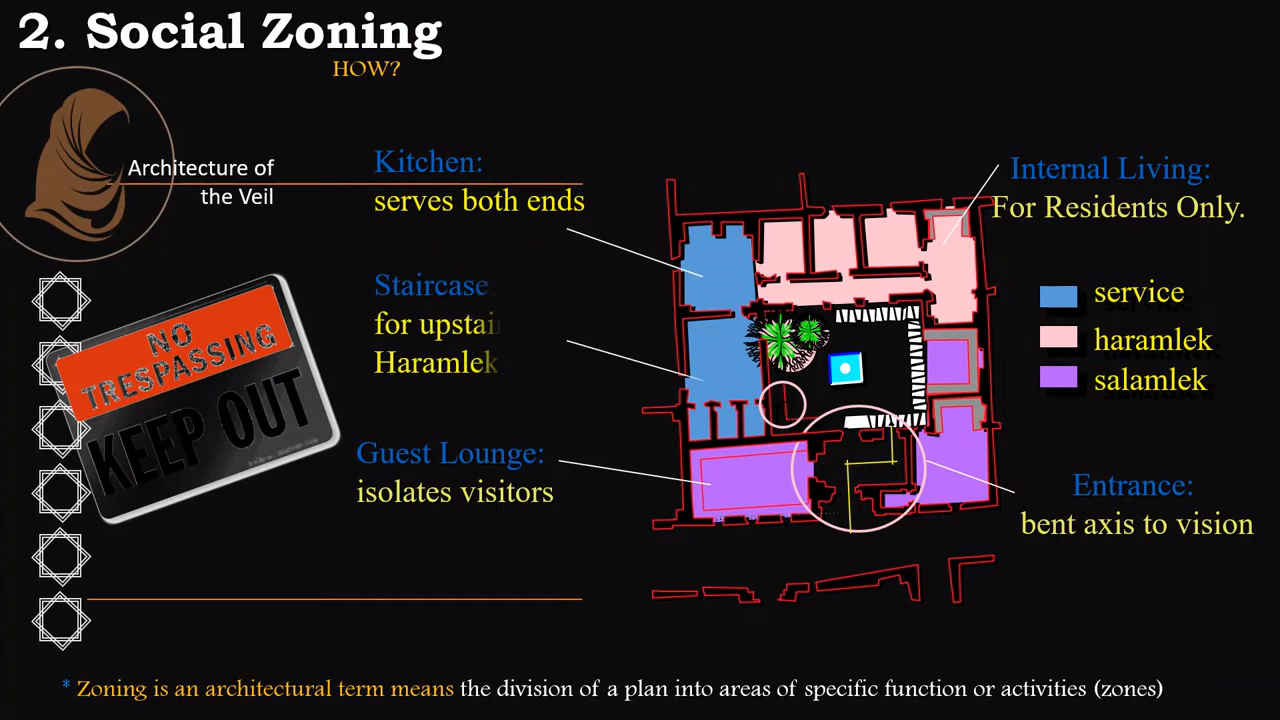 2. Social Zoning
HOW?
Architecture of
the Veil
Kitchen:
serves both ends
Staircase
for upstai
Haramlek
Guest Lounge:
isolates visitors
NO
TRESPASSING
KEEP OUT
Internal Living:
For Residents Only.
service
haramlek
salamlek
Entrance:
bent axis to vision
* Zoning is an architectural term means the division of a plan into areas of specific function or activities (zones)